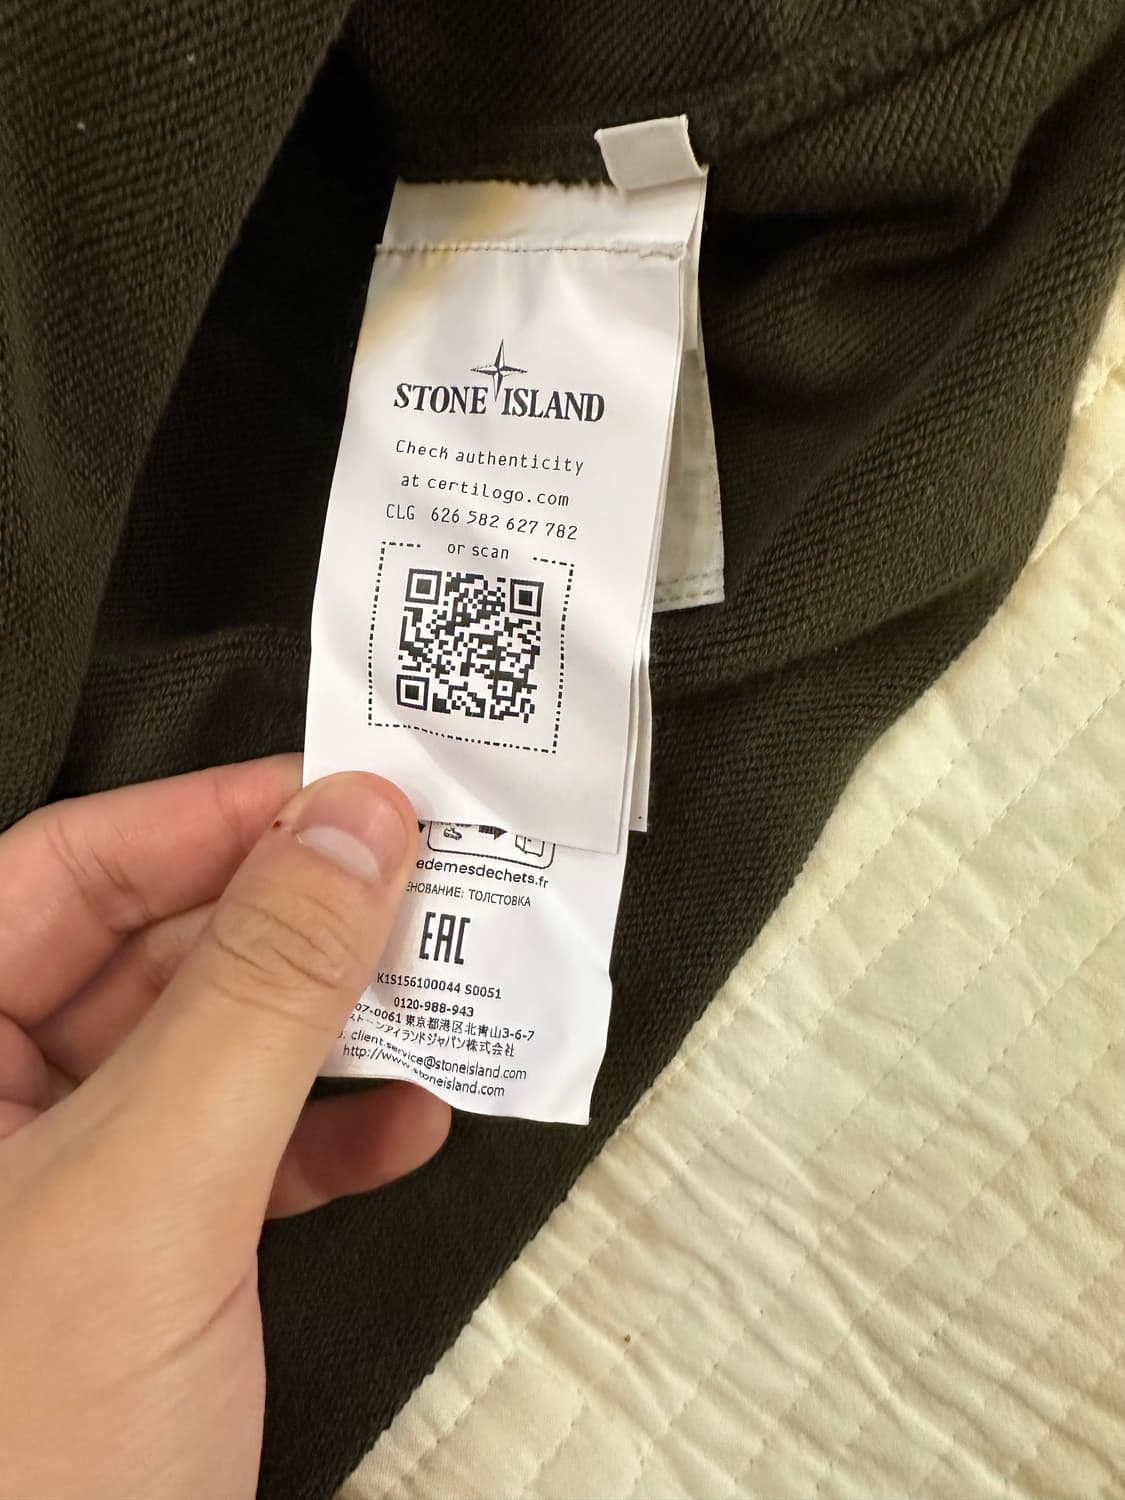 STONE ISLAND
Check authenticity
at certilogo.com
CLG 626 582 627 782
or scan
edemesdechets.fr
ЕНОВАНИЕ: ТОЛСТОВКА
EAC
K1S156100044 S0051
0120-988-943
07-0061 東京都港区北青山3-6-7
ストーンアイランドジャパン株式会社
client.service@stoneisland.com
http://www.stoneisland.com